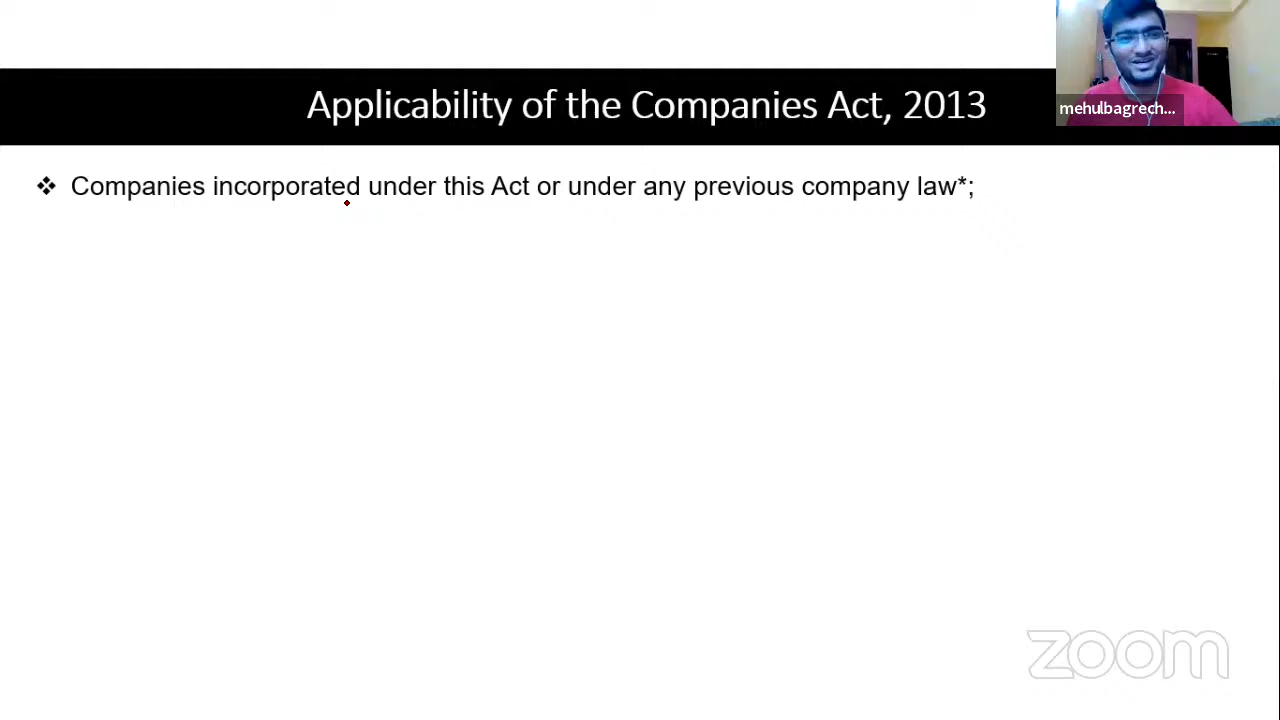 Applicability of the Companies Act, 2013
mehulbagrech...
❖ Companies incorporated under this Act or under any previous company law*;
zoom